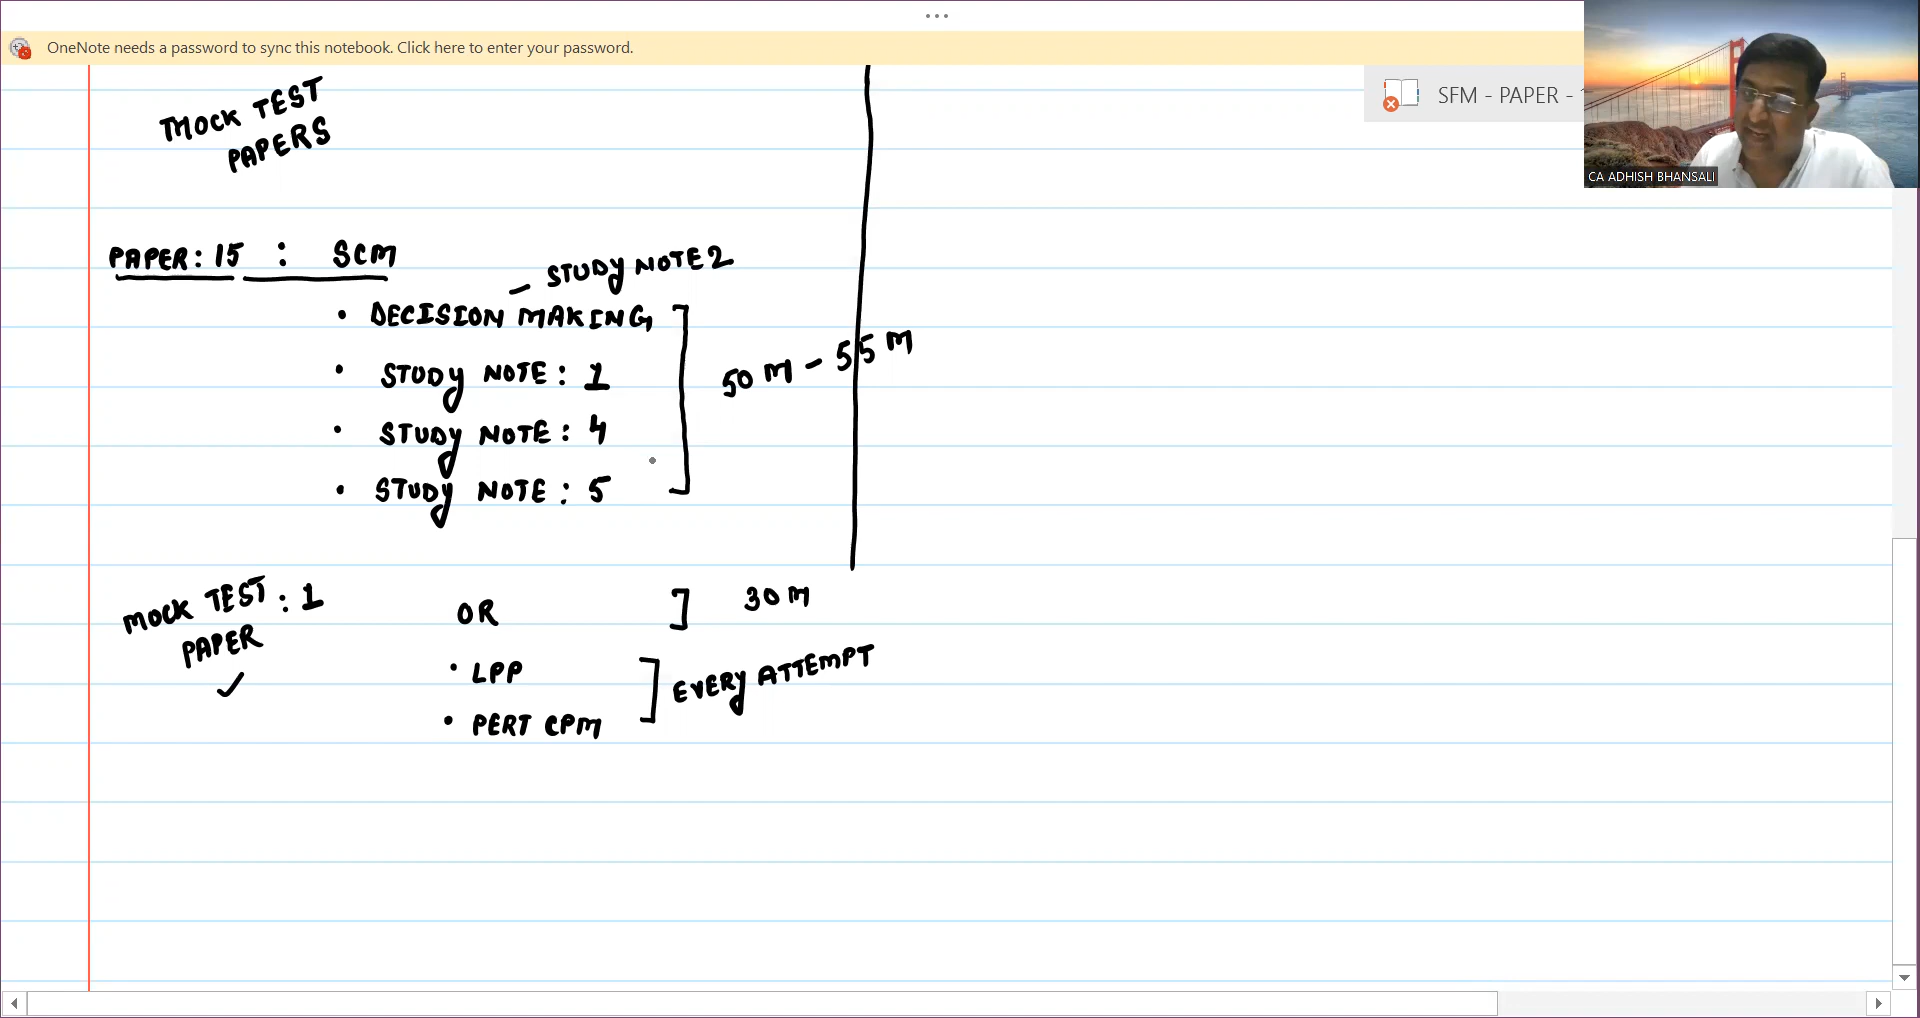 OneNote needs a password to sync this notebook. Click here to enter your password.
SFM - PAPER -
CA ADHISH BHANSALI
MOCK TEST
PAPERS
PAPER: 15 : SCM
- STUDY NOTE 2
• DECISION MAKING
• STUDY NOTE: 1
50 M - 55 M
• STUDY NOTE: 4
• STUDY NOTE: 5
MOCK TEST: 1
PAPER
✓
OR ] 30 M
• LPP
• PERT CPM
] EVERY ATTEMPT